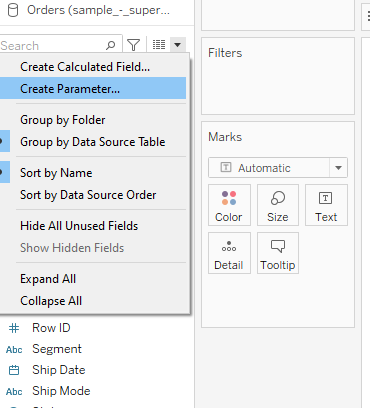 Orders (sample_-_super...
Search
Create Calculated Field...
Create Parameter...
Group by Folder
Group by Data Source Table
Sort by Name
Sort by Data Source Order
Hide All Unused Fields
Show Hidden Fields
Expand All
Collapse All
Row ID
Abc Segment
Ship Date
Abc Ship Mode
Filters
Marks
T Automatic
Color Size Text
Detail Tooltip